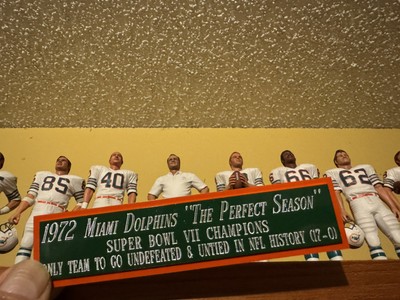 85 40 66 62
1972 MIAMI DOLPHINS "THE PERFECT SEASON"
SUPER BOWL VII CHAMPIONS
ONLY TEAM TO GO UNDEFEATED & UNTIED IN NFL HISTORY (17-0)